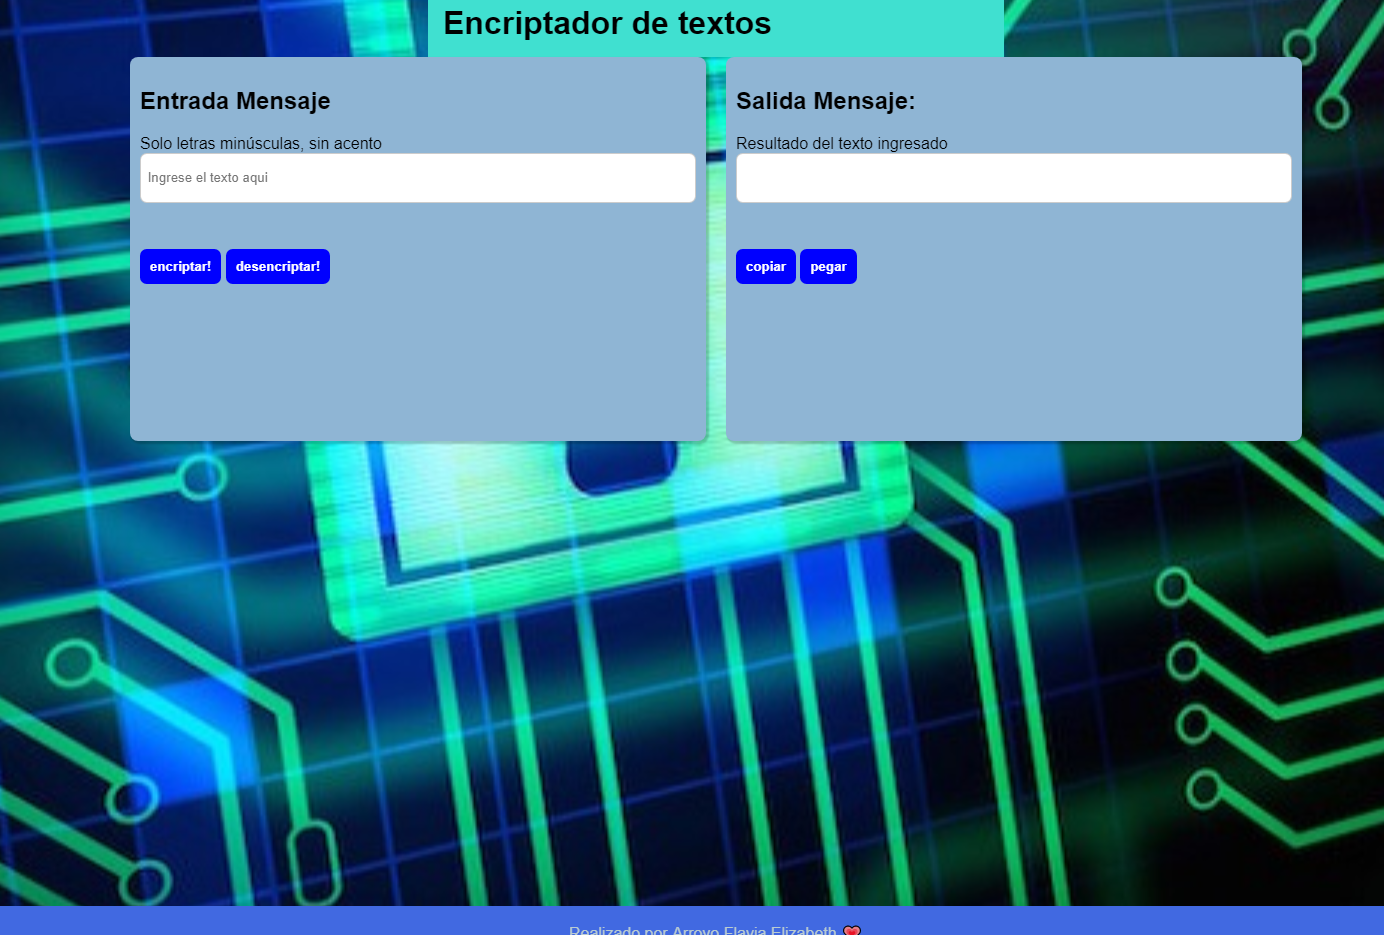 Encriptador de textos
Entrada Mensaje
Solo letras minúsculas, sin acento
Ingrese el texto aqui
encriptar! desencriptar!
Salida Mensaje:
Resultado del texto ingresado
copiar pegar
Realizado por Arroyo Flavia Elizabeth 💗